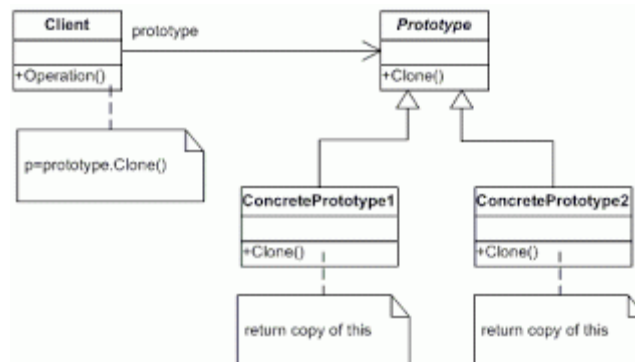 Client
prototype
Prototype
+Operation()
+Clone()
p=prototype.Clone()
ConcretePrototype1
ConcretePrototype2
+Clone()
+Clone()
return copy of this
return copy of this